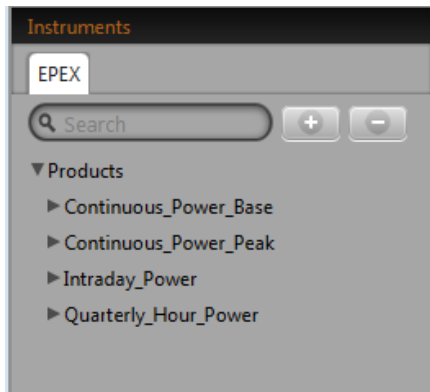 Instruments
EPEX
Search
Products
Continuous_Power_Base
Continuous_Power_Peak
Intraday_Power
Quarterly_Hour_Power